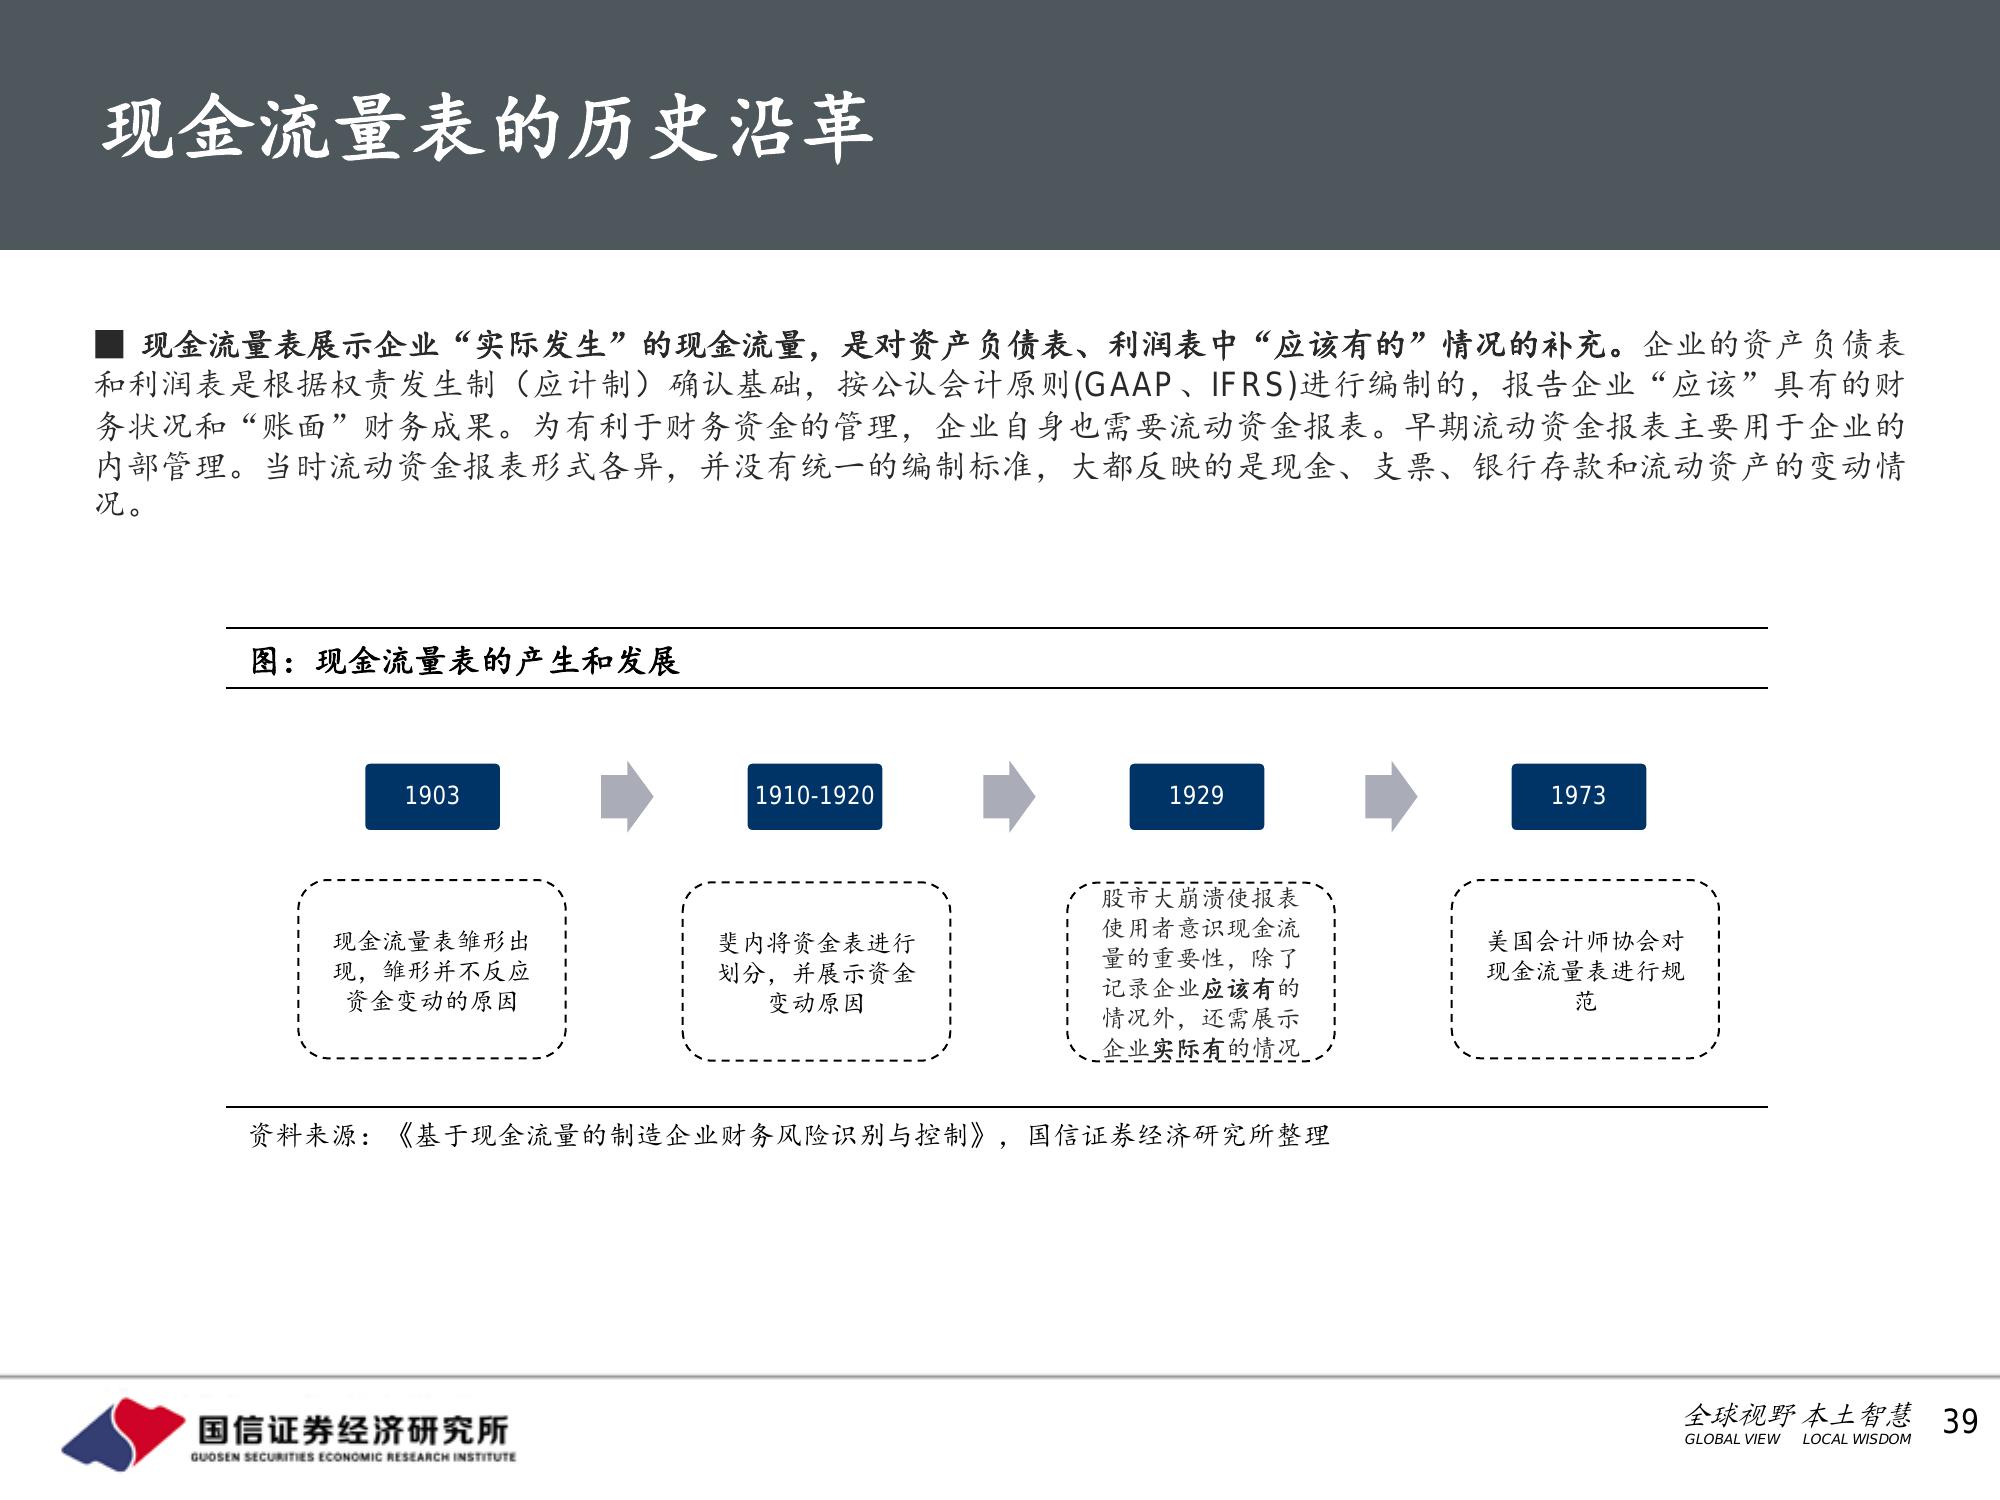 现金流量表的历史沿革
■ 现金流量表展示企业“实际发生”的现金流量，是对资产负债表、利润表中“应该有的”情况的补充。企业的资产负债表
和利润表是根据权责发生制（应计制）确认基础，按公认会计原则(GAAP、IFRS)进行编制的，报告企业“应该”具有的财
务状况和“账面”财务成果。为有利于财务资金的管理，企业自身也需要流动资金报表。早期流动资金报表主要用于企业的
内部管理。当时流动资金报表形式各异，并没有统一的编制标准，大都反映的是现金、支票、银行存款和流动资产的变动情
况。
图：现金流量表的产生和发展
1903
1910-1920
1929
1973
现金流量表雏形出
现，雏形并不反应
资金变动的原因
斐内将资金表进行
划分，并展示资金
变动原因
股市大崩溃使报表
使用者意识现金流
量的重要性，除了
记录企业应该有的
情况外，还需展示
企业实际有的情况
美国会计师协会对
现金流量表进行规
范
资料来源：《基于现金流量的制造企业财务风险识别与控制》，国信证券经济研究所整理
国信证券经济研究所
GUOSEN SECURITIES ECONOMIC RESEARCH INSTITUTE
全球视野 本土智慧
GLOBAL VIEW LOCAL WISDOM
39